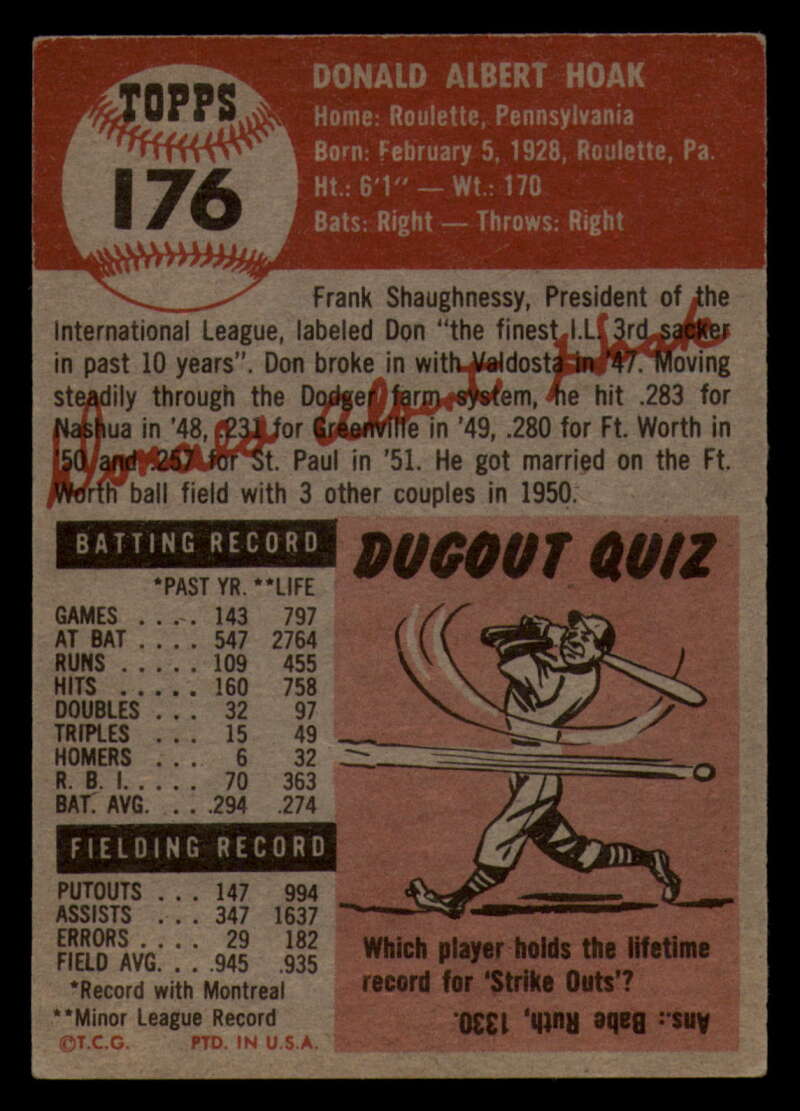 TOPPS
176
DONALD ALBERT HOAK
Home: Roulette, Pennsylvania
Born: February 5, 1928, Roulette, Pa.
Ht.: 6'1" — Wt.: 170
Bats: Right — Throws: Right
Frank Shaughnessy, President of the
International League, labeled Don "the finest I.L. 3rd sacker
in past 10 years". Don broke in with Valdosta in '47. Moving
steadily through the Dodger farm system, he hit .283 for
Nashua in '48, .231 for Greenville in '49, .280 for Ft. Worth in
'50 and .257 for St. Paul in '51. He got married on the Ft.
Worth ball field with 3 other couples in 1950.
Donald Albert Hoak
BATTING RECORD
*PAST YR. **LIFE
GAMES .... 143 797
AT BAT .... 547 2764
RUNS ..... 109 455
HITS ..... 160 758
DOUBLES ... 32 97
TRIPLES ... 15 49
HOMERS ... 6 32
R. B. I. .... 70 363
BAT. AVG. ... .294 .274
FIELDING RECORD
PUTOUTS ... 147 994
ASSISTS ... 347 1637
ERRORS .... 29 182
FIELD AVG. ... .945 .935
*Record with Montreal
**Minor League Record
©T.C.G. PTD. IN U.S.A.
DUGOUT QUIZ
Which player holds the lifetime
record for 'Strike Outs'?
Ans.: Babe Ruth, 1330.